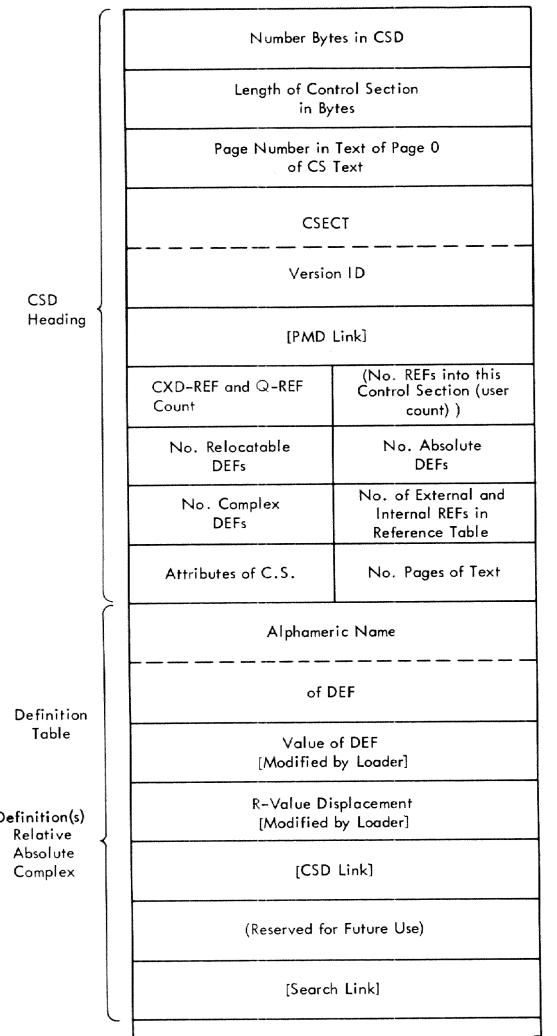 Number Bytes in CSD
Length of Control Section
in Bytes
Page Number in Text of Page 0
of CS Text
CSECT
Version ID
CSD
Heading
[PMD Link]
CXD-REF and Q-REF
Count
(No. REFs into this
Control Section (user
count) )
No. Relocatable
DEFs
No. Absolute
DEFs
No. Complex
DEFs
No. of External and
Internal REFs in
Reference Table
Attributes of C.S.
No. Pages of Text
Alphameric Name
of DEF
Definition
Table
Value of DEF
[Modified by Loader]
R-Value Displacement
[Modified by Loader]
Definition(s)
Relative
Absolute
Complex
[CSD Link]
(Reserved for Future Use)
[Search Link]